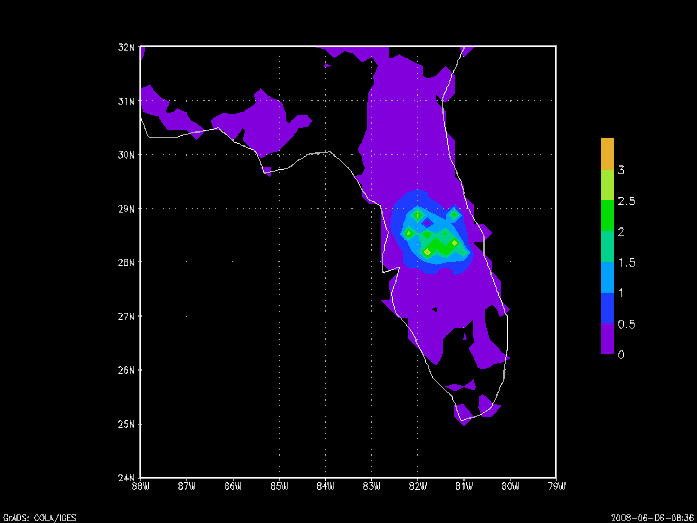 32N
31N
30N
29N
28N
27N
26N
25N
24N
88W 87W 86W 85W 84W 83W 82W 81W 80W 79W
3
2.5
2
1.5
1
0.5
0
GrADS: COLA/IGES
2008-06-06-08:36